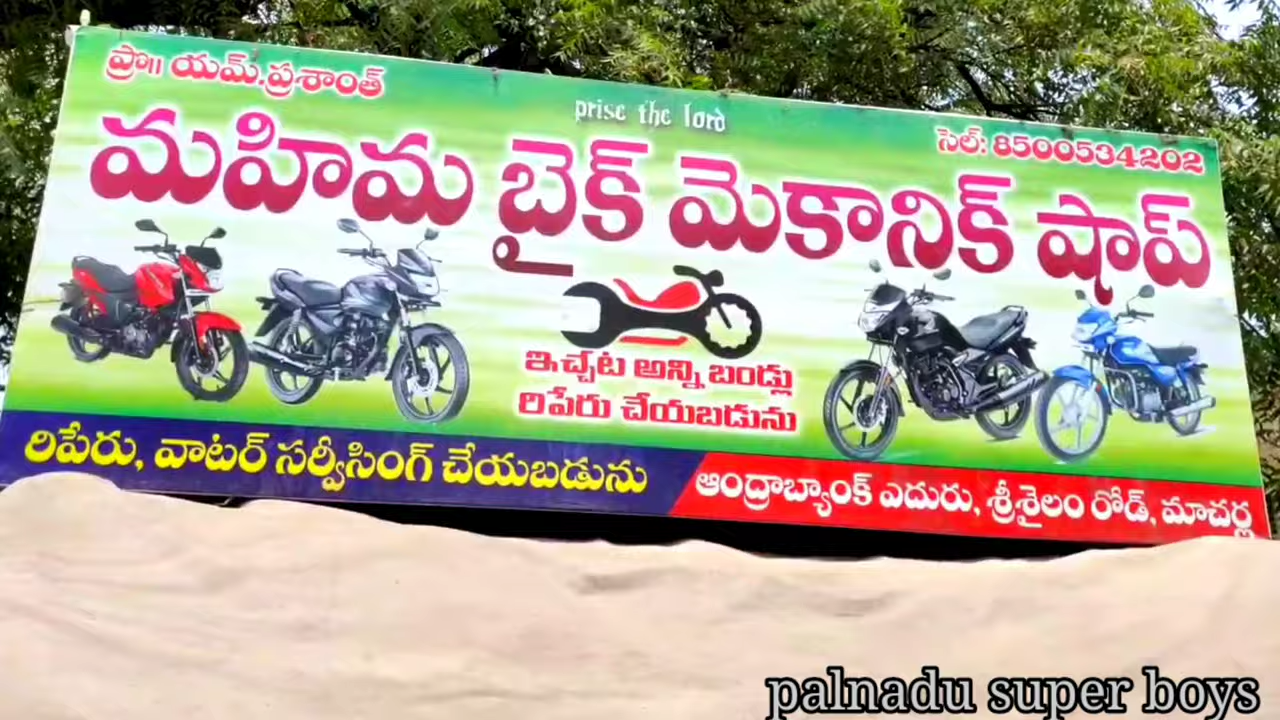 ప్రొ॥ యమ్.ప్రశాంత్
prise the lord
సెల్: 8500534202
మహిమ బైక్ మెకానిక్ షాప్
ఇచ్చట అన్ని బండ్లు
రిపేరు చేయబడును
రిపేరు, వాటర్ సర్వీసింగ్ చేయబడును
ఆంద్రాబ్యాంక్ ఎదురు, శ్రీశైలం రోడ్, మాచర్ల
palnadu super boys